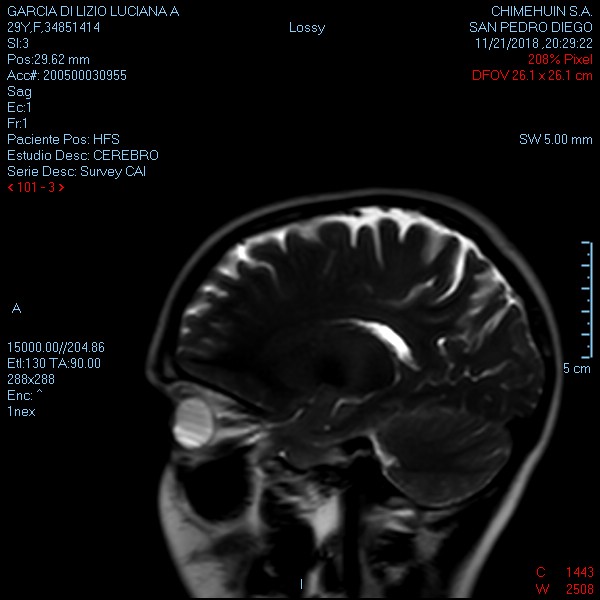 GARCIA DI LIZIO LUCIANA A
29Y,F,34851414
Sl:3
Pos:29.62 mm
Acc#: 200500030955
Sag
Ec:1
Fr:1
Paciente Pos: HFS
Estudio Desc: CEREBRO
Serie Desc: Survey CAI
< 101 - 3 >
Lossy
CHIMEHUIN S.A.
SAN PEDRO DIEGO
11/21/2018 ,20:29:22
208% Pixel
DFOV 26.1 x 26.1 cm
SW 5.00 mm
A
15000.00//204.86
Etl:130 TA:90.00
288x288
Enc: ^
1nex
5 cm
I
C 1443
W 2508